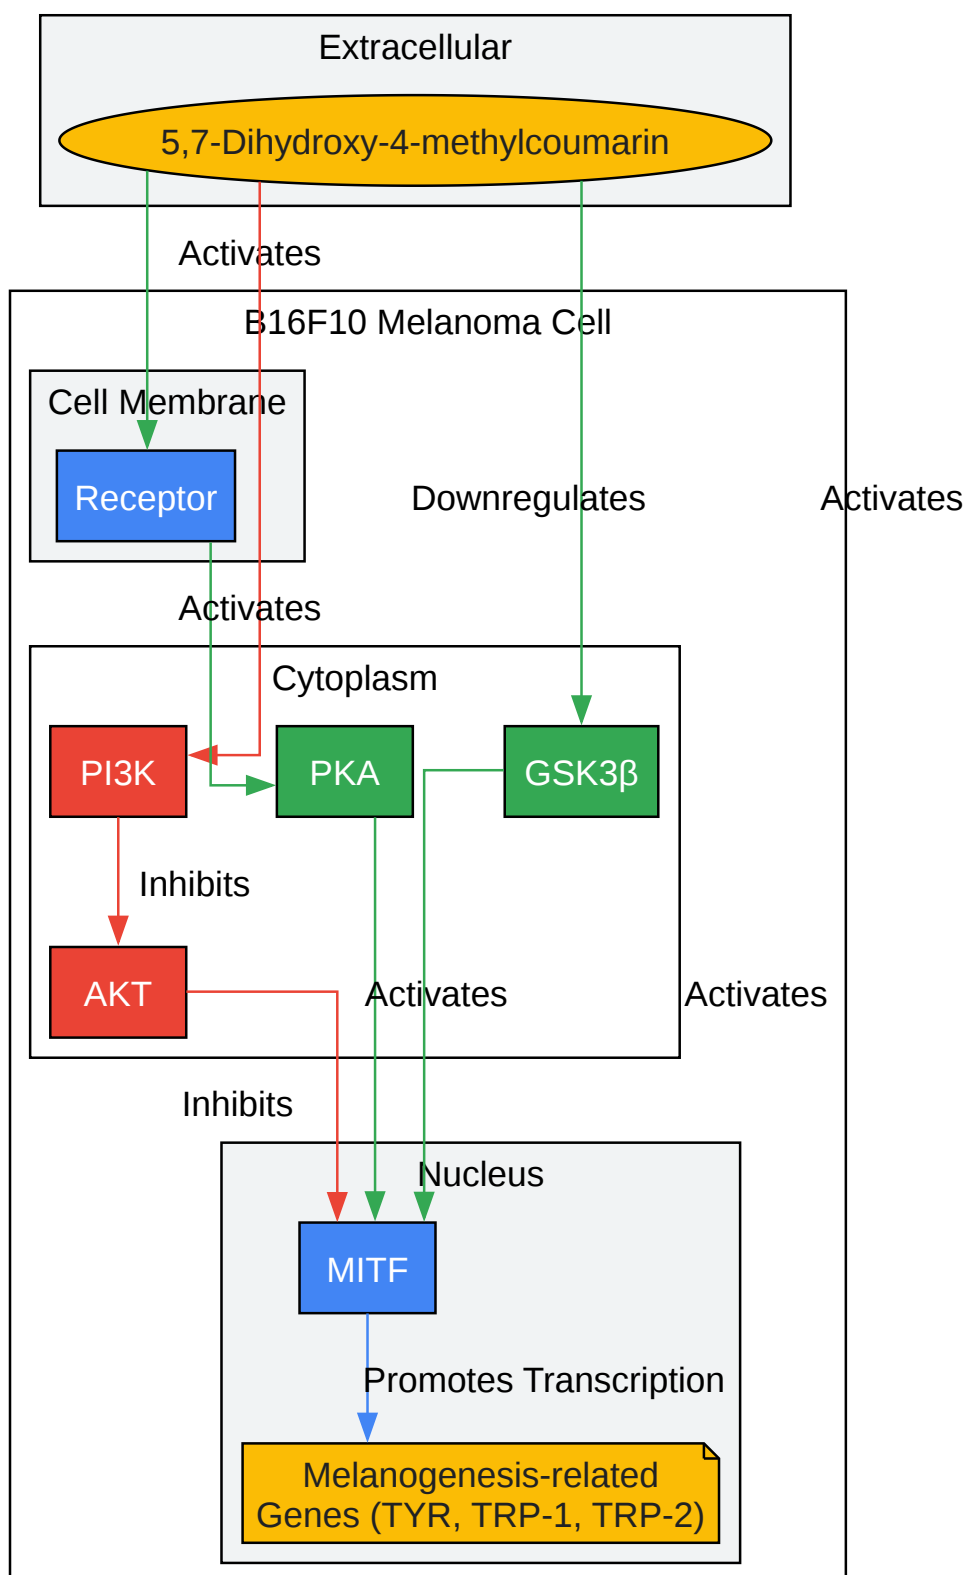 Extracellular
5,7-Dihydroxy-4-methylcoumarin
Activates
B16F10 Melanoma Cell
Cell Membrane
Receptor
Downregulates
Activates
Activates
Cytoplasm
PI3K
PKA
GSK3β
Inhibits
AKT
Activates
Activates
Inhibits
Nucleus
MITF
Promotes Transcription
Melanogenesis-related
Genes (TYR, TRP-1, TRP-2)